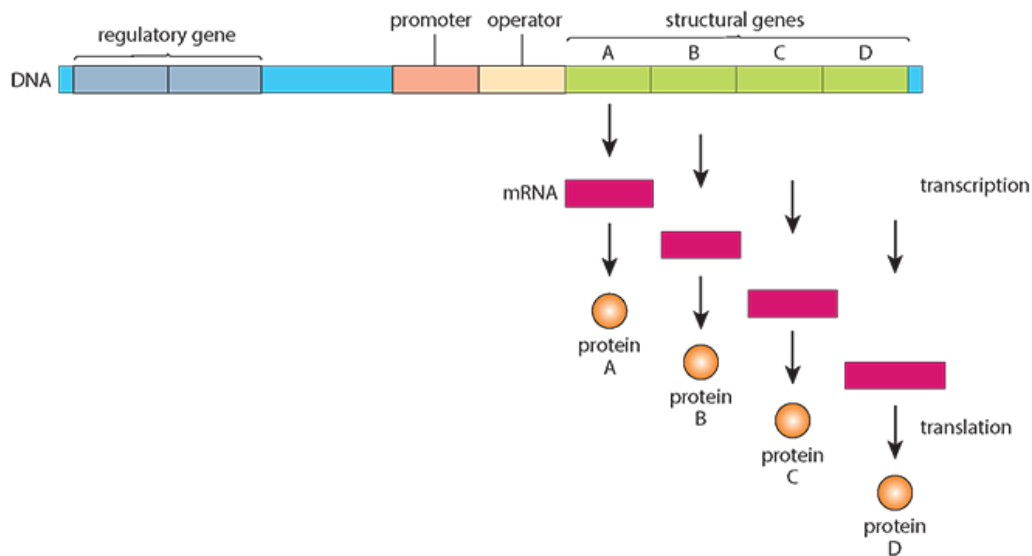 promoter operator structural genes
regulatory gene
A B C D
DNA
mRNA
transcription
protein
A
protein
B
translation
protein
C
protein
D